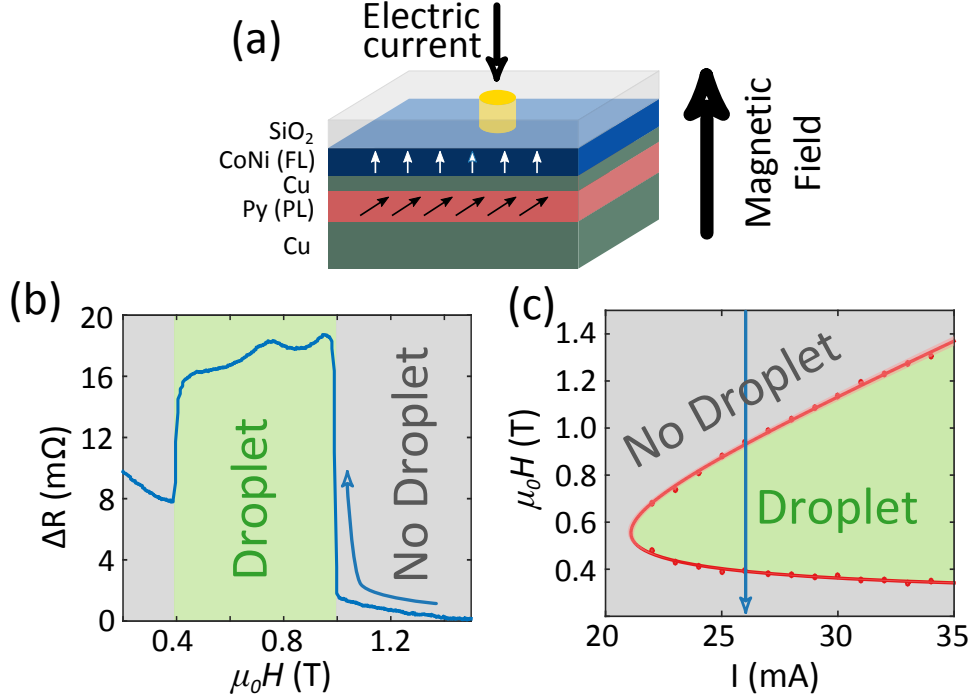 (a)
Electric
current
SiO₂
CoNi (FL)
Cu
Py (PL)
Cu
Magnetic
Field
(b)
20
16
12
8
4
0
ΔR (mΩ)
Droplet
No Droplet
0.4
0.8
1.2
μ₀H (T)
(c)
1.4
1.2
1.0
0.8
0.6
0.4
μ₀H (T)
No Droplet
Droplet
20
25
30
35
I (mA)